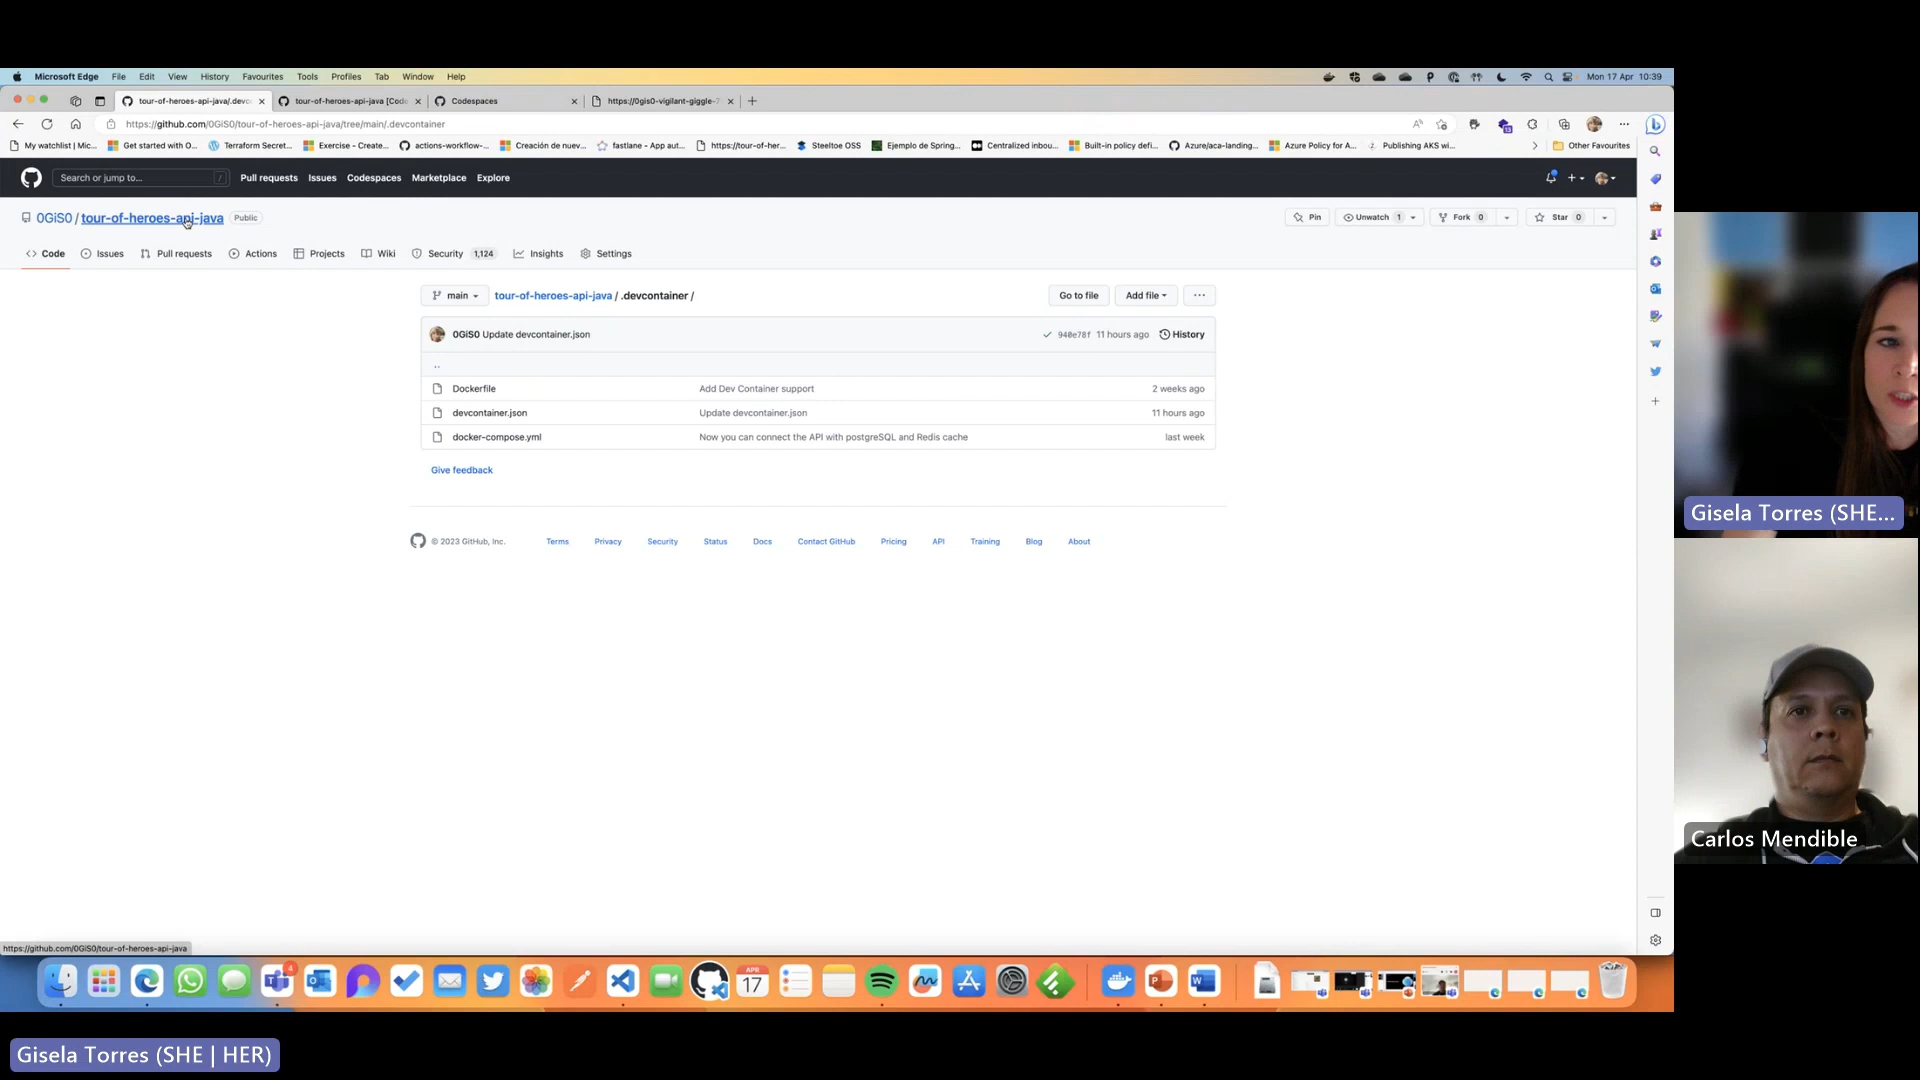 Microsoft Edge File Edit View History Favourites Tools Profiles Tab Window Help
Mon 17 Apr 10:39
tour-of-heroes-api-java/.devc
tour-of-heroes-api-java [Code
Codespaces
https://0gis0-vigilant-giggle-7
https://github.com/0GiS0/tour-of-heroes-api-java/tree/main/.devcontainer
My watchlist | Mic...
Get started with O...
Terraform Secret...
Exercise - Create...
actions-workflow-...
Creación de nuev...
fastlane - App aut...
https://tour-of-her...
Steeltoe OSS
Ejemplo de Spring...
Centralized inbou...
Built-in policy defi...
Azure/aca-landing...
Azure Policy for A...
Publishing AKS wi...
Other Favourites
Search or jump to... /
Pull requests Issues Codespaces Marketplace Explore
0GiS0 / tour-of-heroes-api-java Public
Pin
Unwatch 1
Fork 0
Star 0
Code Issues Pull requests Actions Projects Wiki Security 1,124 Insights Settings
main tour-of-heroes-api-java / .devcontainer /
Go to file Add file ...
0GiS0 Update devcontainer.json 940e78f 11 hours ago History
..
Dockerfile Add Dev Container support 2 weeks ago
devcontainer.json Update devcontainer.json 11 hours ago
docker-compose.yml Now you can connect the API with postgreSQL and Redis cache last week
Give feedback
© 2023 GitHub, Inc. Terms Privacy Security Status Docs Contact GitHub Pricing API Training Blog About
Gisela Torres (SHE...
Carlos Mendible
https://github.com/0GiS0/tour-of-heroes-api-java
4
APR
17
Gisela Torres (SHE | HER)